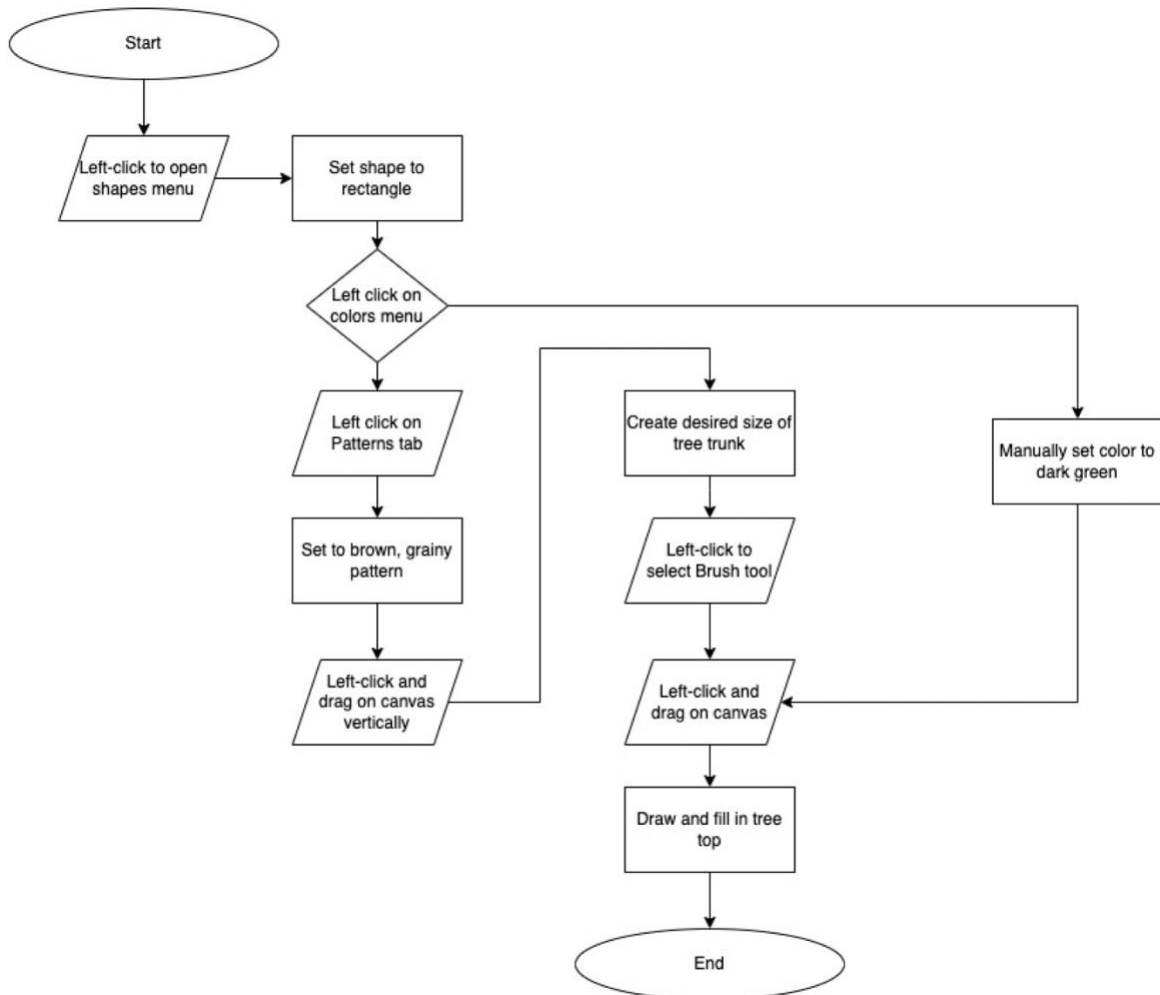 Start
Left-click to open
shapes menu
Set shape to
rectangle
Left click on
colors menu
Left click on
Patterns tab
Set to brown, grainy
pattern
Left-click and
drag on canvas
vertically
Create desired size of
tree trunk
Left-click to
select Brush tool
Manually set color to
dark green
Left-click and
drag on canvas
Draw and fill in tree
top
End